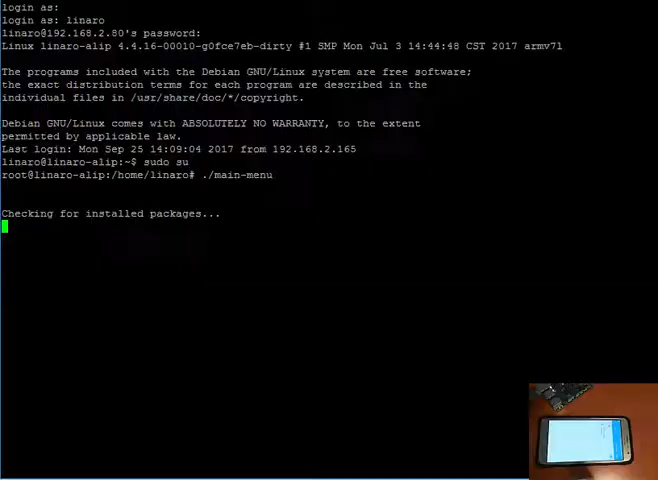 login as:
login as: linaro
linaro@192.168.2.80's password:
Linux linaro-alip 4.4.16-00010-g0fce7eb-dirty #1 SMP Mon Jul 3 14:44:48 CST 2017 armv7l
The programs included with the Debian GNU/Linux system are free software;
the exact distribution terms for each program are described in the
individual files in /usr/share/doc/*/copyright.
Debian GNU/Linux comes with ABSOLUTELY NO WARRANTY, to the extent
permitted by applicable law.
Last login: Mon Sep 25 14:09:04 2017 from 192.168.2.165
linaro@linaro-alip:~$ sudo su
root@linaro-alip:/home/linaro# ./main-menu
Checking for installed packages...